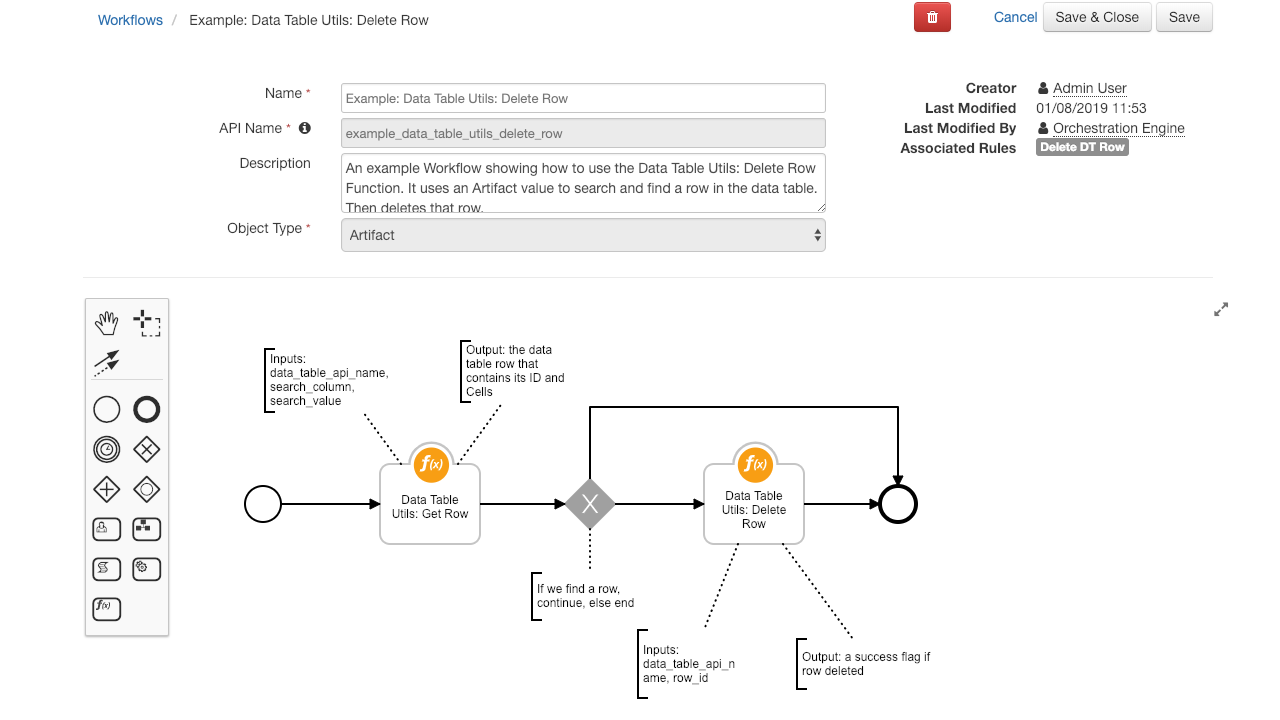 Workflows / Example: Data Table Utils: Delete Row
Cancel
Save & Close
Save
Name *
Example: Data Table Utils: Delete Row
API Name *
example_data_table_utils_delete_row
Description
An example Workflow showing how to use the Data Table Utils: Delete Row
Function. It uses an Artifact value to search and find a row in the data table.
Then deletes that row.
Object Type *
Artifact
Creator Admin User
Last Modified 01/08/2019 11:53
Last Modified By Orchestration Engine
Associated Rules Delete DT Row
Inputs:
data_table_api_name,
search_column,
search_value
Output: the data
table row that
contains its ID and
Cells
f(x)
Data Table
Utils: Get Row
X
f(x)
Data Table
Utils: Delete
Row
If we find a row,
continue, else end
Inputs:
data_table_api_n
ame, row_id
Output: a success flag if
row deleted
f(x)